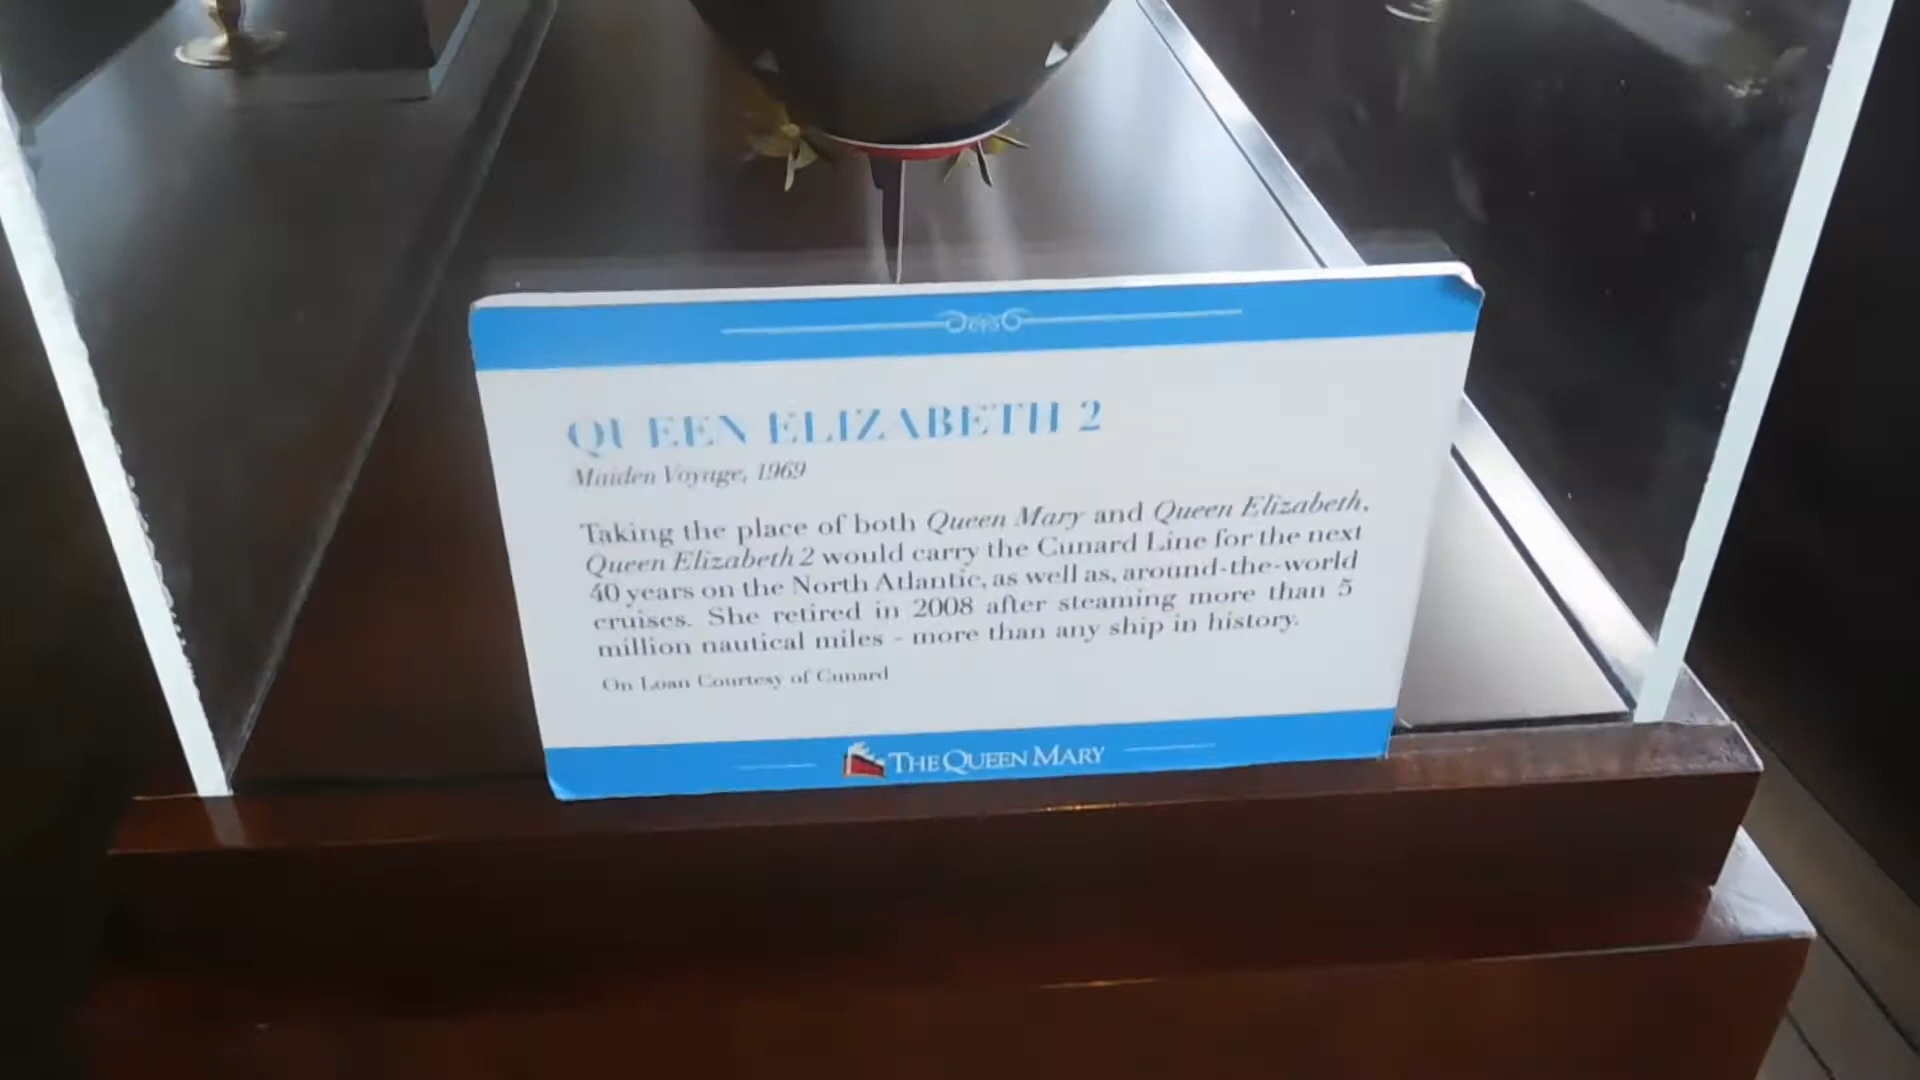 QUEEN ELIZABETH 2
Maiden Voyage, 1969
Taking the place of both Queen Mary and Queen Elizabeth,
Queen Elizabeth 2 would carry the Cunard Line for the next
40 years on the North Atlantic, as well as, around-the-world
cruises. She retired in 2008 after steaming more than 5
million nautical miles - more than any ship in history.
On Loan Courtesy of Cunard
THE QUEEN MARY